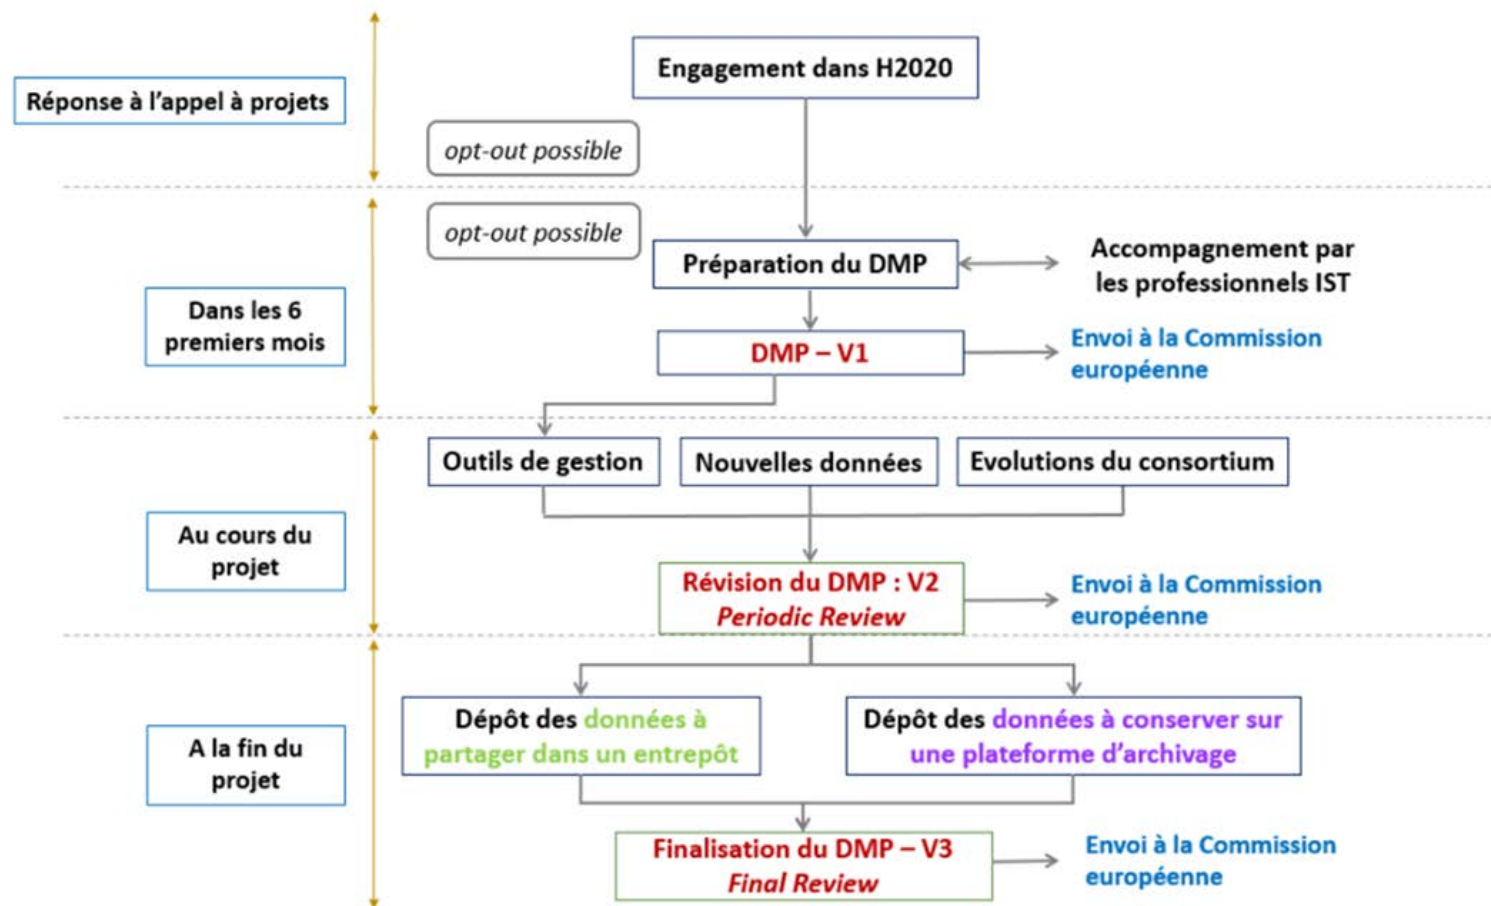 Engagement dans H2020
Réponse à l'appel à projets
opt-out possible
opt-out possible
Préparation du DMP
Accompagnement par
les professionnels IST
Dans les 6
premiers mois
DMP – V1
Envoi à la Commission
européenne
Outils de gestion
Nouvelles données
Evolutions du consortium
Au cours du
projet
Révision du DMP : V2
Periodic Review
Envoi à la Commission
européenne
A la fin du
projet
Dépôt des données à
partager dans un entrepôt
Dépôt des données à conserver sur
une plateforme d'archivage
Finalisation du DMP – V3
Final Review
Envoi à la Commission
européenne